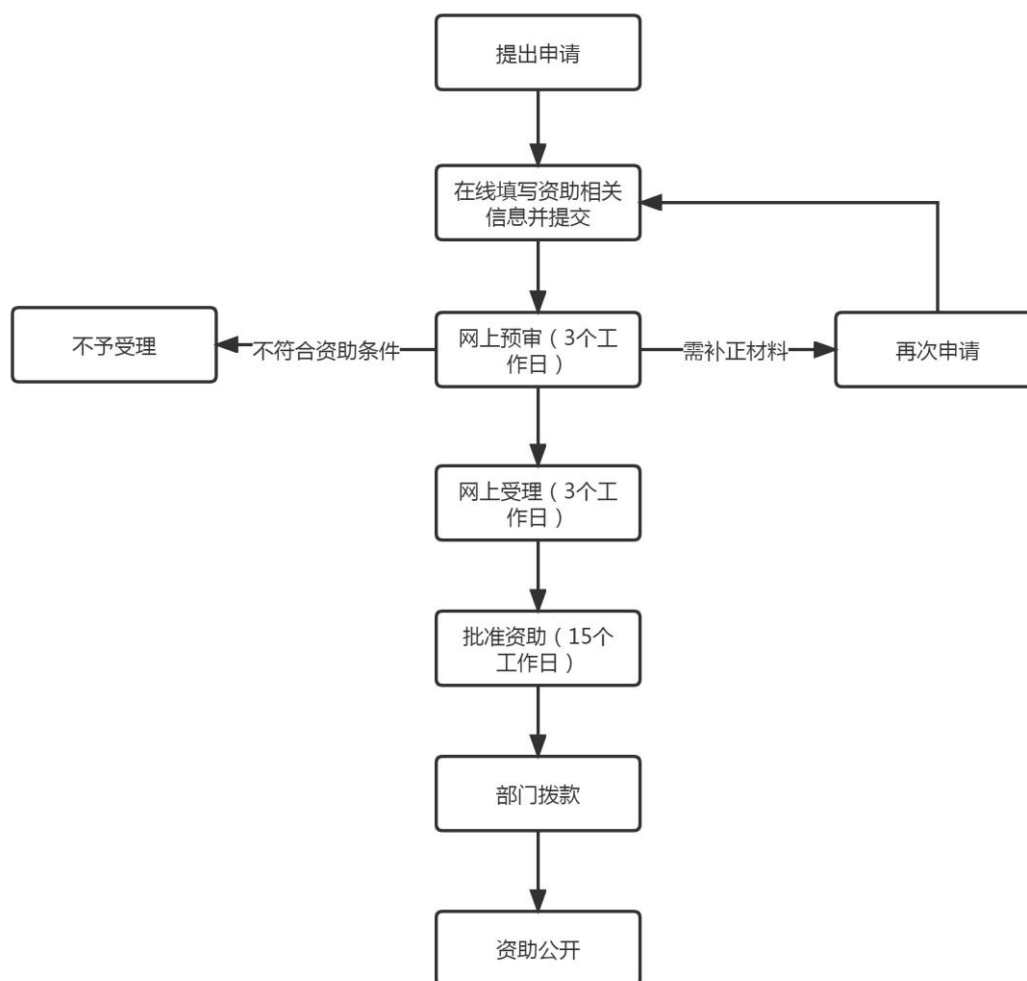 提出申请
在线填写资助相关
信息并提交
不予受理
不符合资助条件
网上预审（3个工
作日）
需补正材料
再次申请
网上受理（3个工
作日）
批准资助（15个
工作日）
部门拨款
资助公开